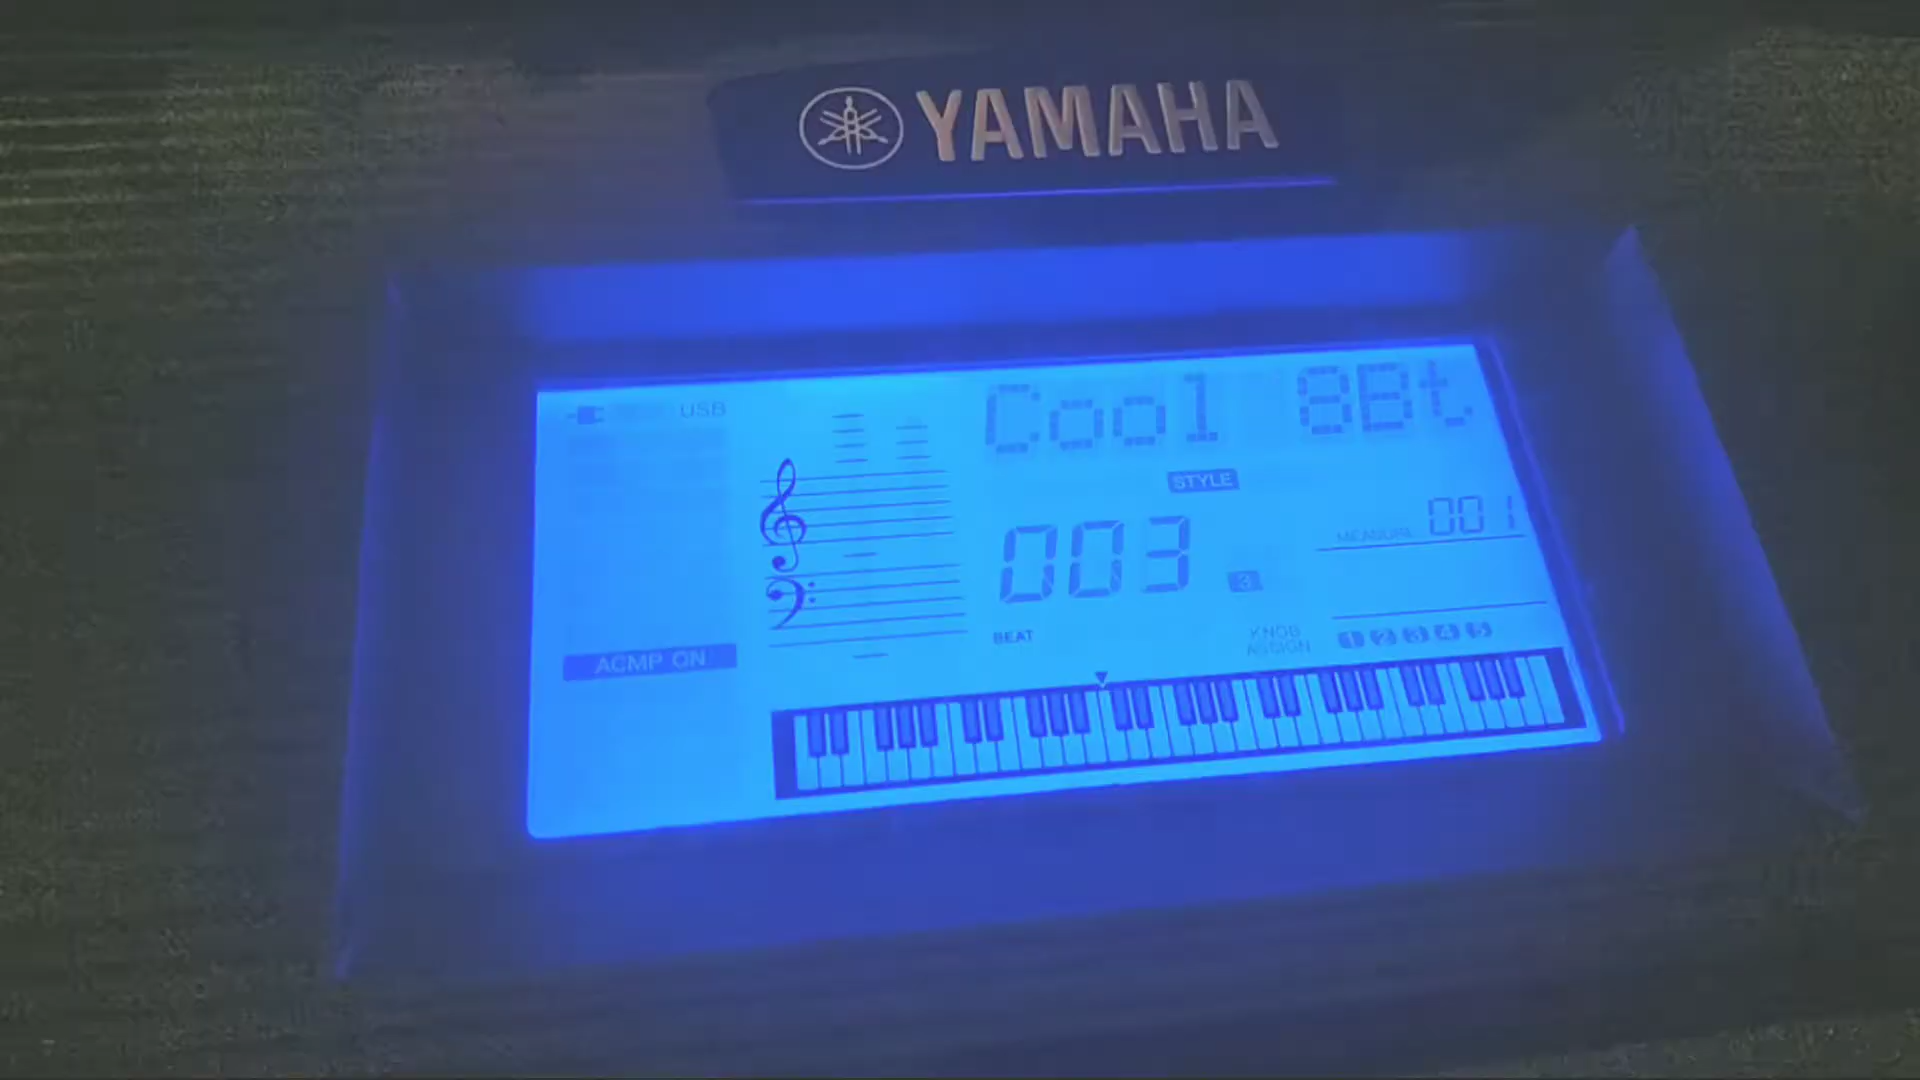 YAMAHA
USB
Cool 8Bt
STYLE
003
3
MEASURE 001
BEAT
KNOB
ASSIGN
1 2 3 4 5
ACMP ON